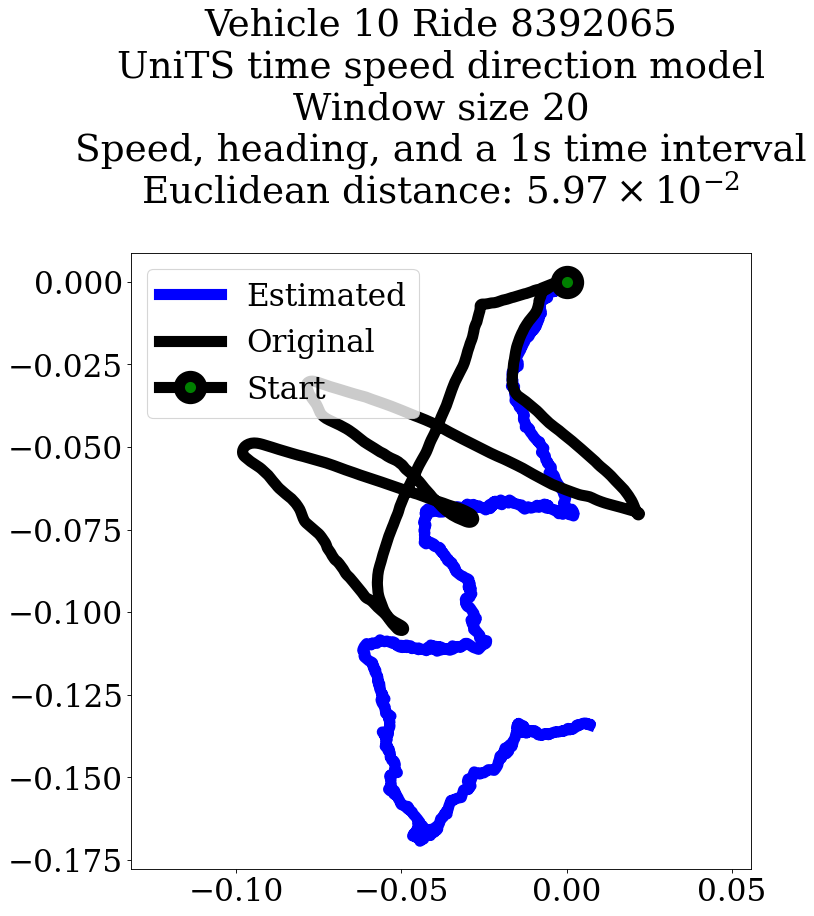 Vehicle 10 Ride 8392065
UniTS time speed direction model
Window size 20
Speed, heading, and a 1s time interval
Euclidean distance: 5.97 × 10⁻²
0.000
Estimated
−0.025
Original
Start
−0.050
−0.075
−0.100
−0.125
−0.150
−0.175
−0.10
−0.05
0.00
0.05